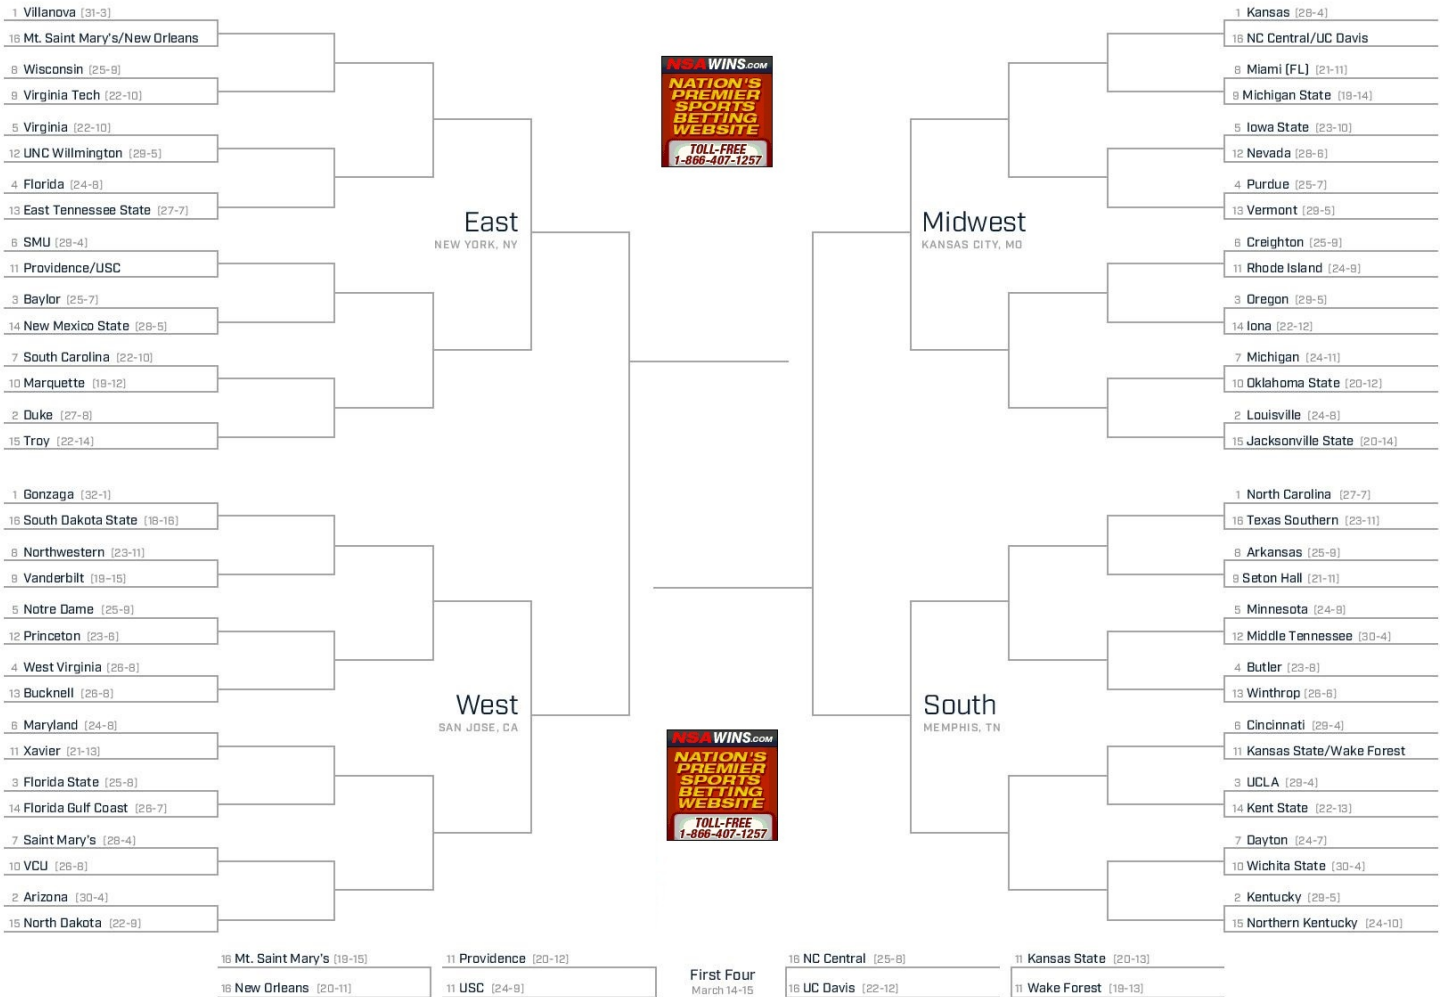 1 Villanova (31-3)
16 Mt. Saint Mary's/New Orleans
8 Wisconsin (25-9)
9 Virginia Tech (22-10)
5 Virginia (22-10)
12 UNC Willmington (29-5)
4 Florida (24-8)
13 East Tennessee State (27-7)
6 SMU (29-4)
11 Providence/USC
3 Baylor (25-7)
14 New Mexico State (28-5)
7 South Carolina (22-10)
10 Marquette (19-12)
2 Duke (27-8)
15 Troy (22-14)
East
NEW YORK, NY
1 Gonzaga (32-1)
16 South Dakota State (18-16)
8 Northwestern (23-11)
9 Vanderbilt (19-15)
5 Notre Dame (25-9)
12 Princeton (23-6)
4 West Virginia (26-8)
13 Bucknell (26-8)
6 Maryland (24-8)
11 Xavier (21-13)
3 Florida State (25-8)
14 Florida Gulf Coast (26-7)
7 Saint Mary's (28-4)
10 VCU (26-8)
2 Arizona (30-4)
15 North Dakota (22-9)
West
SAN JOSE, CA
NSAWINS.COM
NATION'S
PREMIER
SPORTS
BETTING
WEBSITE
TOLL-FREE
1-866-407-1257
NSAWINS.COM
NATION'S
PREMIER
SPORTS
BETTING
WEBSITE
TOLL-FREE
1-866-407-1257
1 Kansas (28-4)
16 NC Central/UC Davis
8 Miami (FL) (21-11)
9 Michigan State (19-14)
5 Iowa State (23-10)
12 Nevada (28-6)
4 Purdue (25-7)
13 Vermont (29-5)
6 Creighton (25-9)
11 Rhode Island (24-9)
3 Oregon (29-5)
14 Iona (22-12)
7 Michigan (24-11)
10 Oklahoma State (20-12)
2 Louisville (24-8)
15 Jacksonville State (20-14)
Midwest
KANSAS CITY, MO
1 North Carolina (27-7)
16 Texas Southern (23-11)
8 Arkansas (25-9)
9 Seton Hall (21-11)
5 Minnesota (24-9)
12 Middle Tennessee (30-4)
4 Butler (23-8)
13 Winthrop (26-6)
6 Cincinnati (29-4)
11 Kansas State/Wake Forest
3 UCLA (29-4)
14 Kent State (22-13)
7 Dayton (24-7)
10 Wichita State (30-4)
2 Kentucky (29-5)
15 Northern Kentucky (24-10)
South
MEMPHIS, TN
16 Mt. Saint Mary's (19-15)
16 New Orleans (20-11)
11 Providence (20-12)
11 USC (24-9)
First Four
March 14-15
16 NC Central (25-8)
16 UC Davis (22-12)
11 Kansas State (20-13)
11 Wake Forest (19-13)